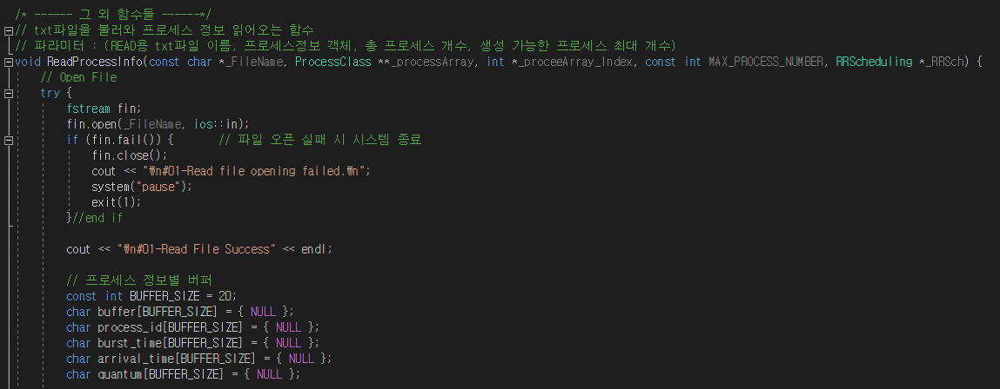 /* ------ 그 외 함수들 ------*/
// txt파일을 불러와 프로세스 정보 읽어오는 함수
// 파라미터 : (READ용 txt파일 이름, 프로세스정보 객체, 총 프로세스 개수, 생성 가능한 프로세스 최대 개수)
void ReadProcessInfo(const char *_FileName, ProcessClass **_processArray, int *_proceeArray_Index, const int MAX_PROCESS_NUMBER, RRScheduling *_RRSch) {
// Open File
try {
fstream fin;
fin.open(_FileName, ios::in);
if (fin.fail()) { // 파일 오픈 실패 시 시스템 종료
fin.close();
cout << "₩n#01-Read file opening failed.₩n";
system("pause");
exit(1);
}//end if
cout << "₩n#01-Read File Success" << endl;
// 프로세스 정보별 버퍼
const int BUFFER_SIZE = 20;
char buffer[BUFFER_SIZE] = { NULL };
char process_id[BUFFER_SIZE] = { NULL };
char burst_time[BUFFER_SIZE] = { NULL };
char arrival_time[BUFFER_SIZE] = { NULL };
char quantum[BUFFER_SIZE] = { NULL };